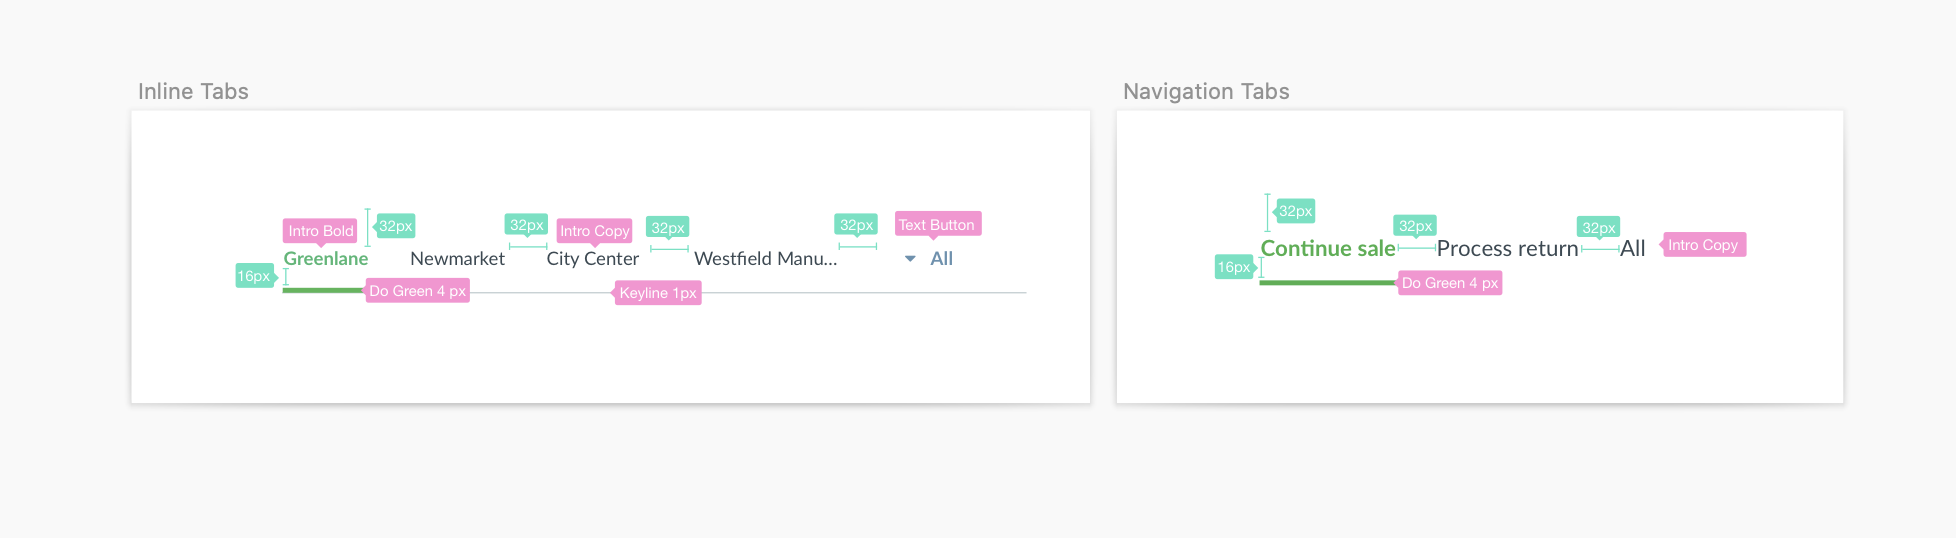 Inline Tabs
Intro Bold
32px
32px
Intro Copy
32px
32px
Text Button
Greenlane
Newmarket
City Center
Westfield Manu...
All
16px
Do Green 4 px
Keyline 1px
Navigation Tabs
32px
32px
32px
Continue sale
Process return
All
Intro Copy
16px
Do Green 4 px